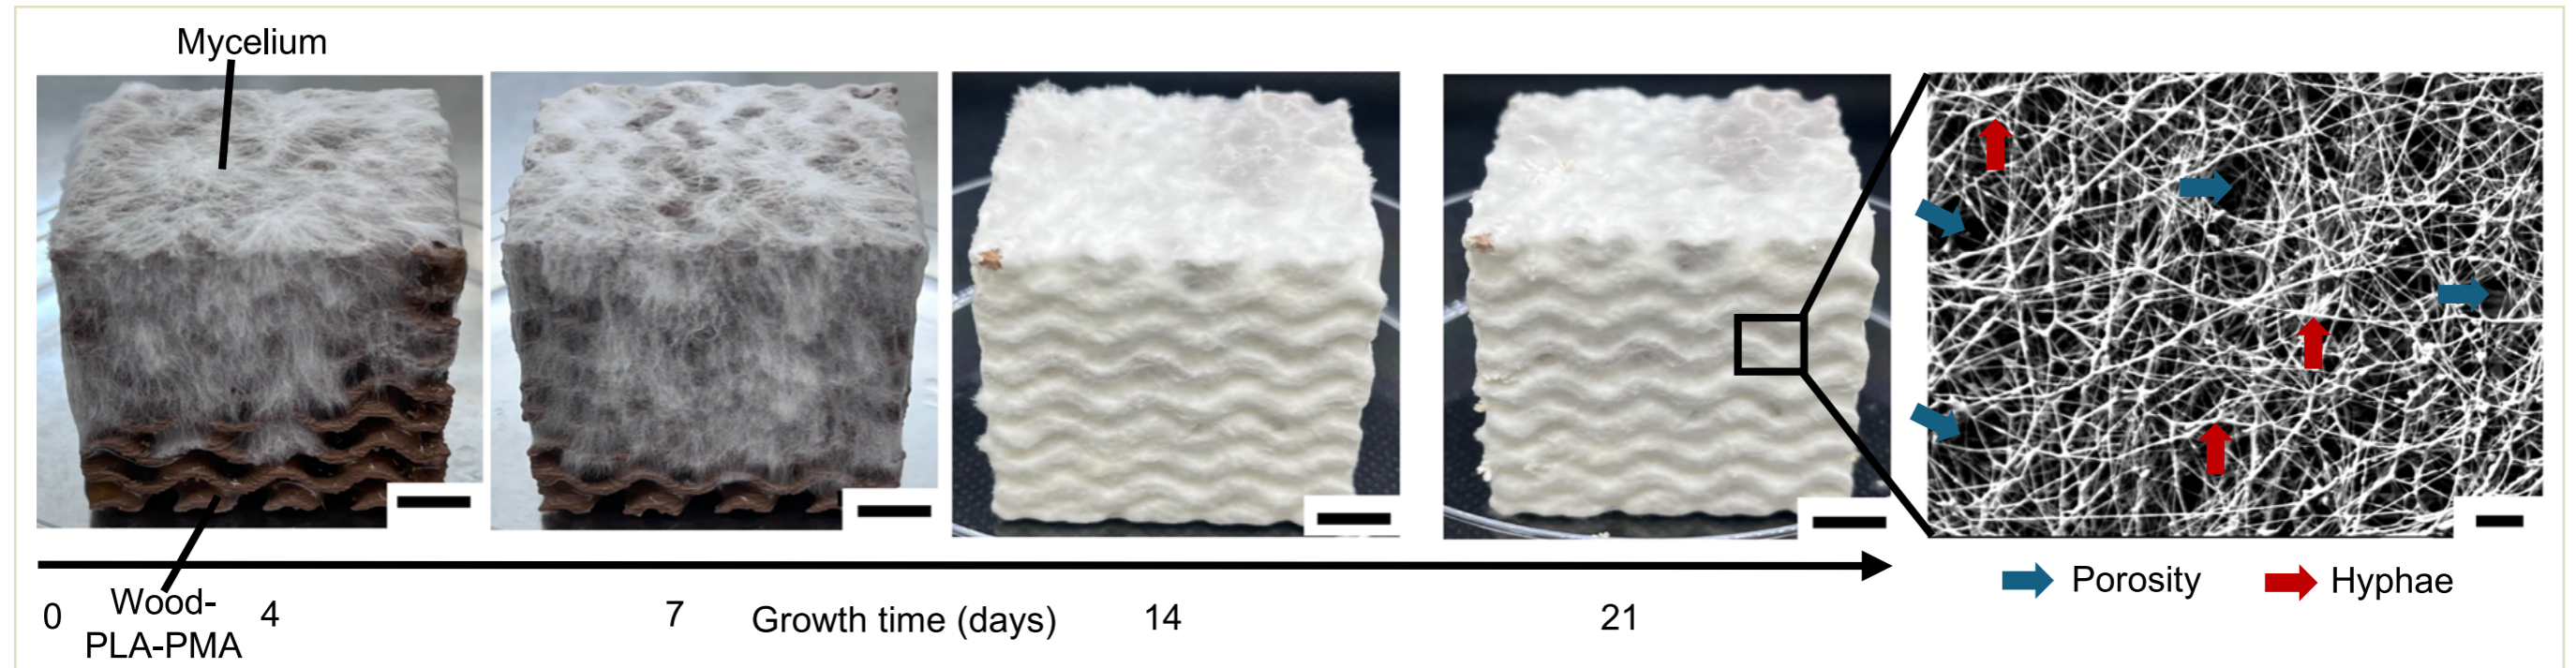 Mycelium
0
Wood-
PLA-PMA
4
7
Growth time (days)
14
21
Porosity
Hyphae